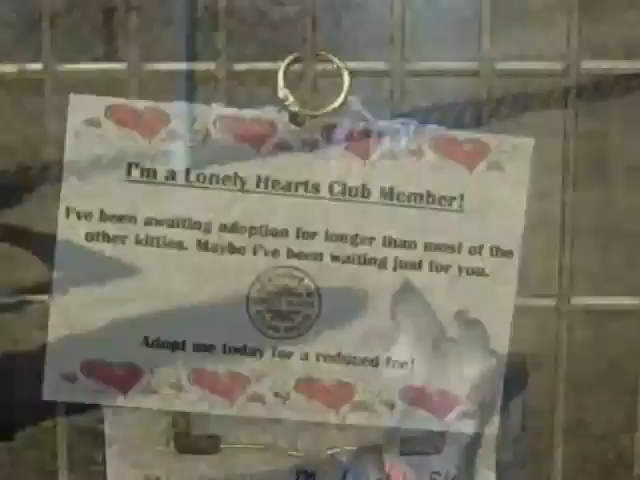 I'm a Lonely Hearts Club Member!
I've been awaiting adoption for longer than most of the
other kitties. Maybe I've been waiting just for you.
Adopt me today for a reduced fee!